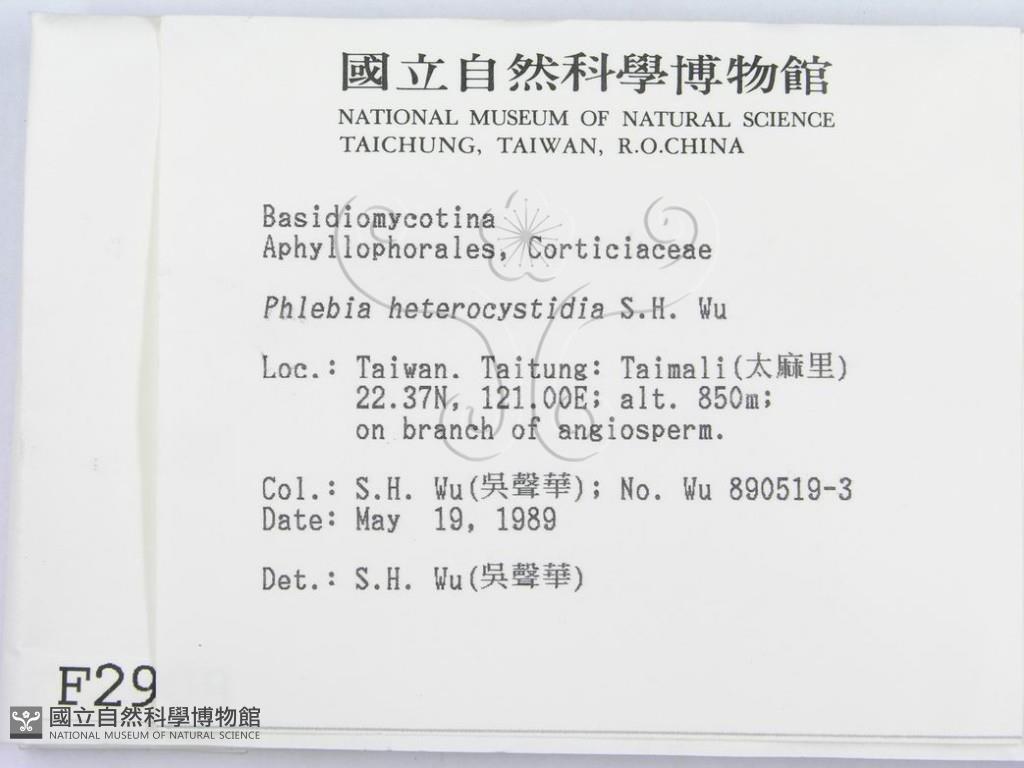 國立自然科學博物館
NATIONAL MUSEUM OF NATURAL SCIENCE
TAICHUNG, TAIWAN, R.O.CHINA
Basidiomycotina
Aphyllophorales, Corticiaceae
Phlebia heterocystidia S.H. Wu
Loc.: Taiwan. Taitung: Taimali(太麻里)
22.37N, 121.00E; alt. 850m;
on branch of angiosperm.
Col.: S.H. Wu(吳聲華); No. Wu 890519-3
Date: May 19, 1989
Det.: S.H. Wu(吳聲華)
F29
國立自然科學博物館
NATIONAL MUSEUM OF NATURAL SCIENCE